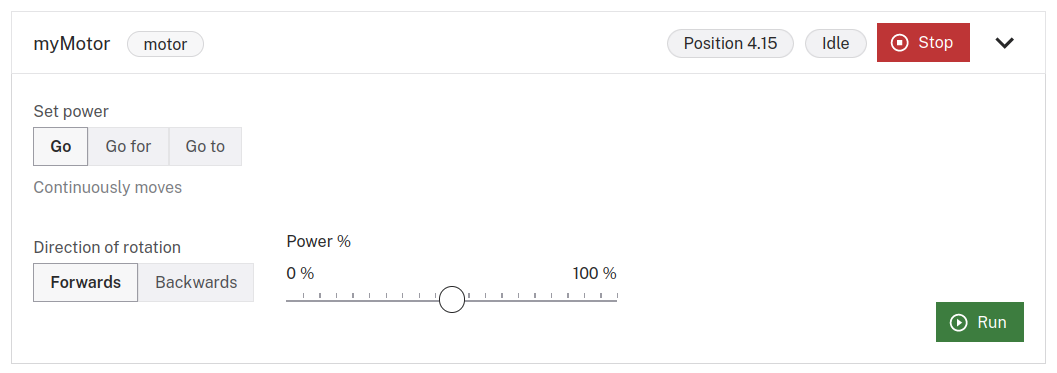 myMotor motor Position 4.15 Idle Stop
Set power
Go Go for Go to
Continuously moves
Direction of rotation
Forwards Backwards
Power %
0 % 100 %
Run